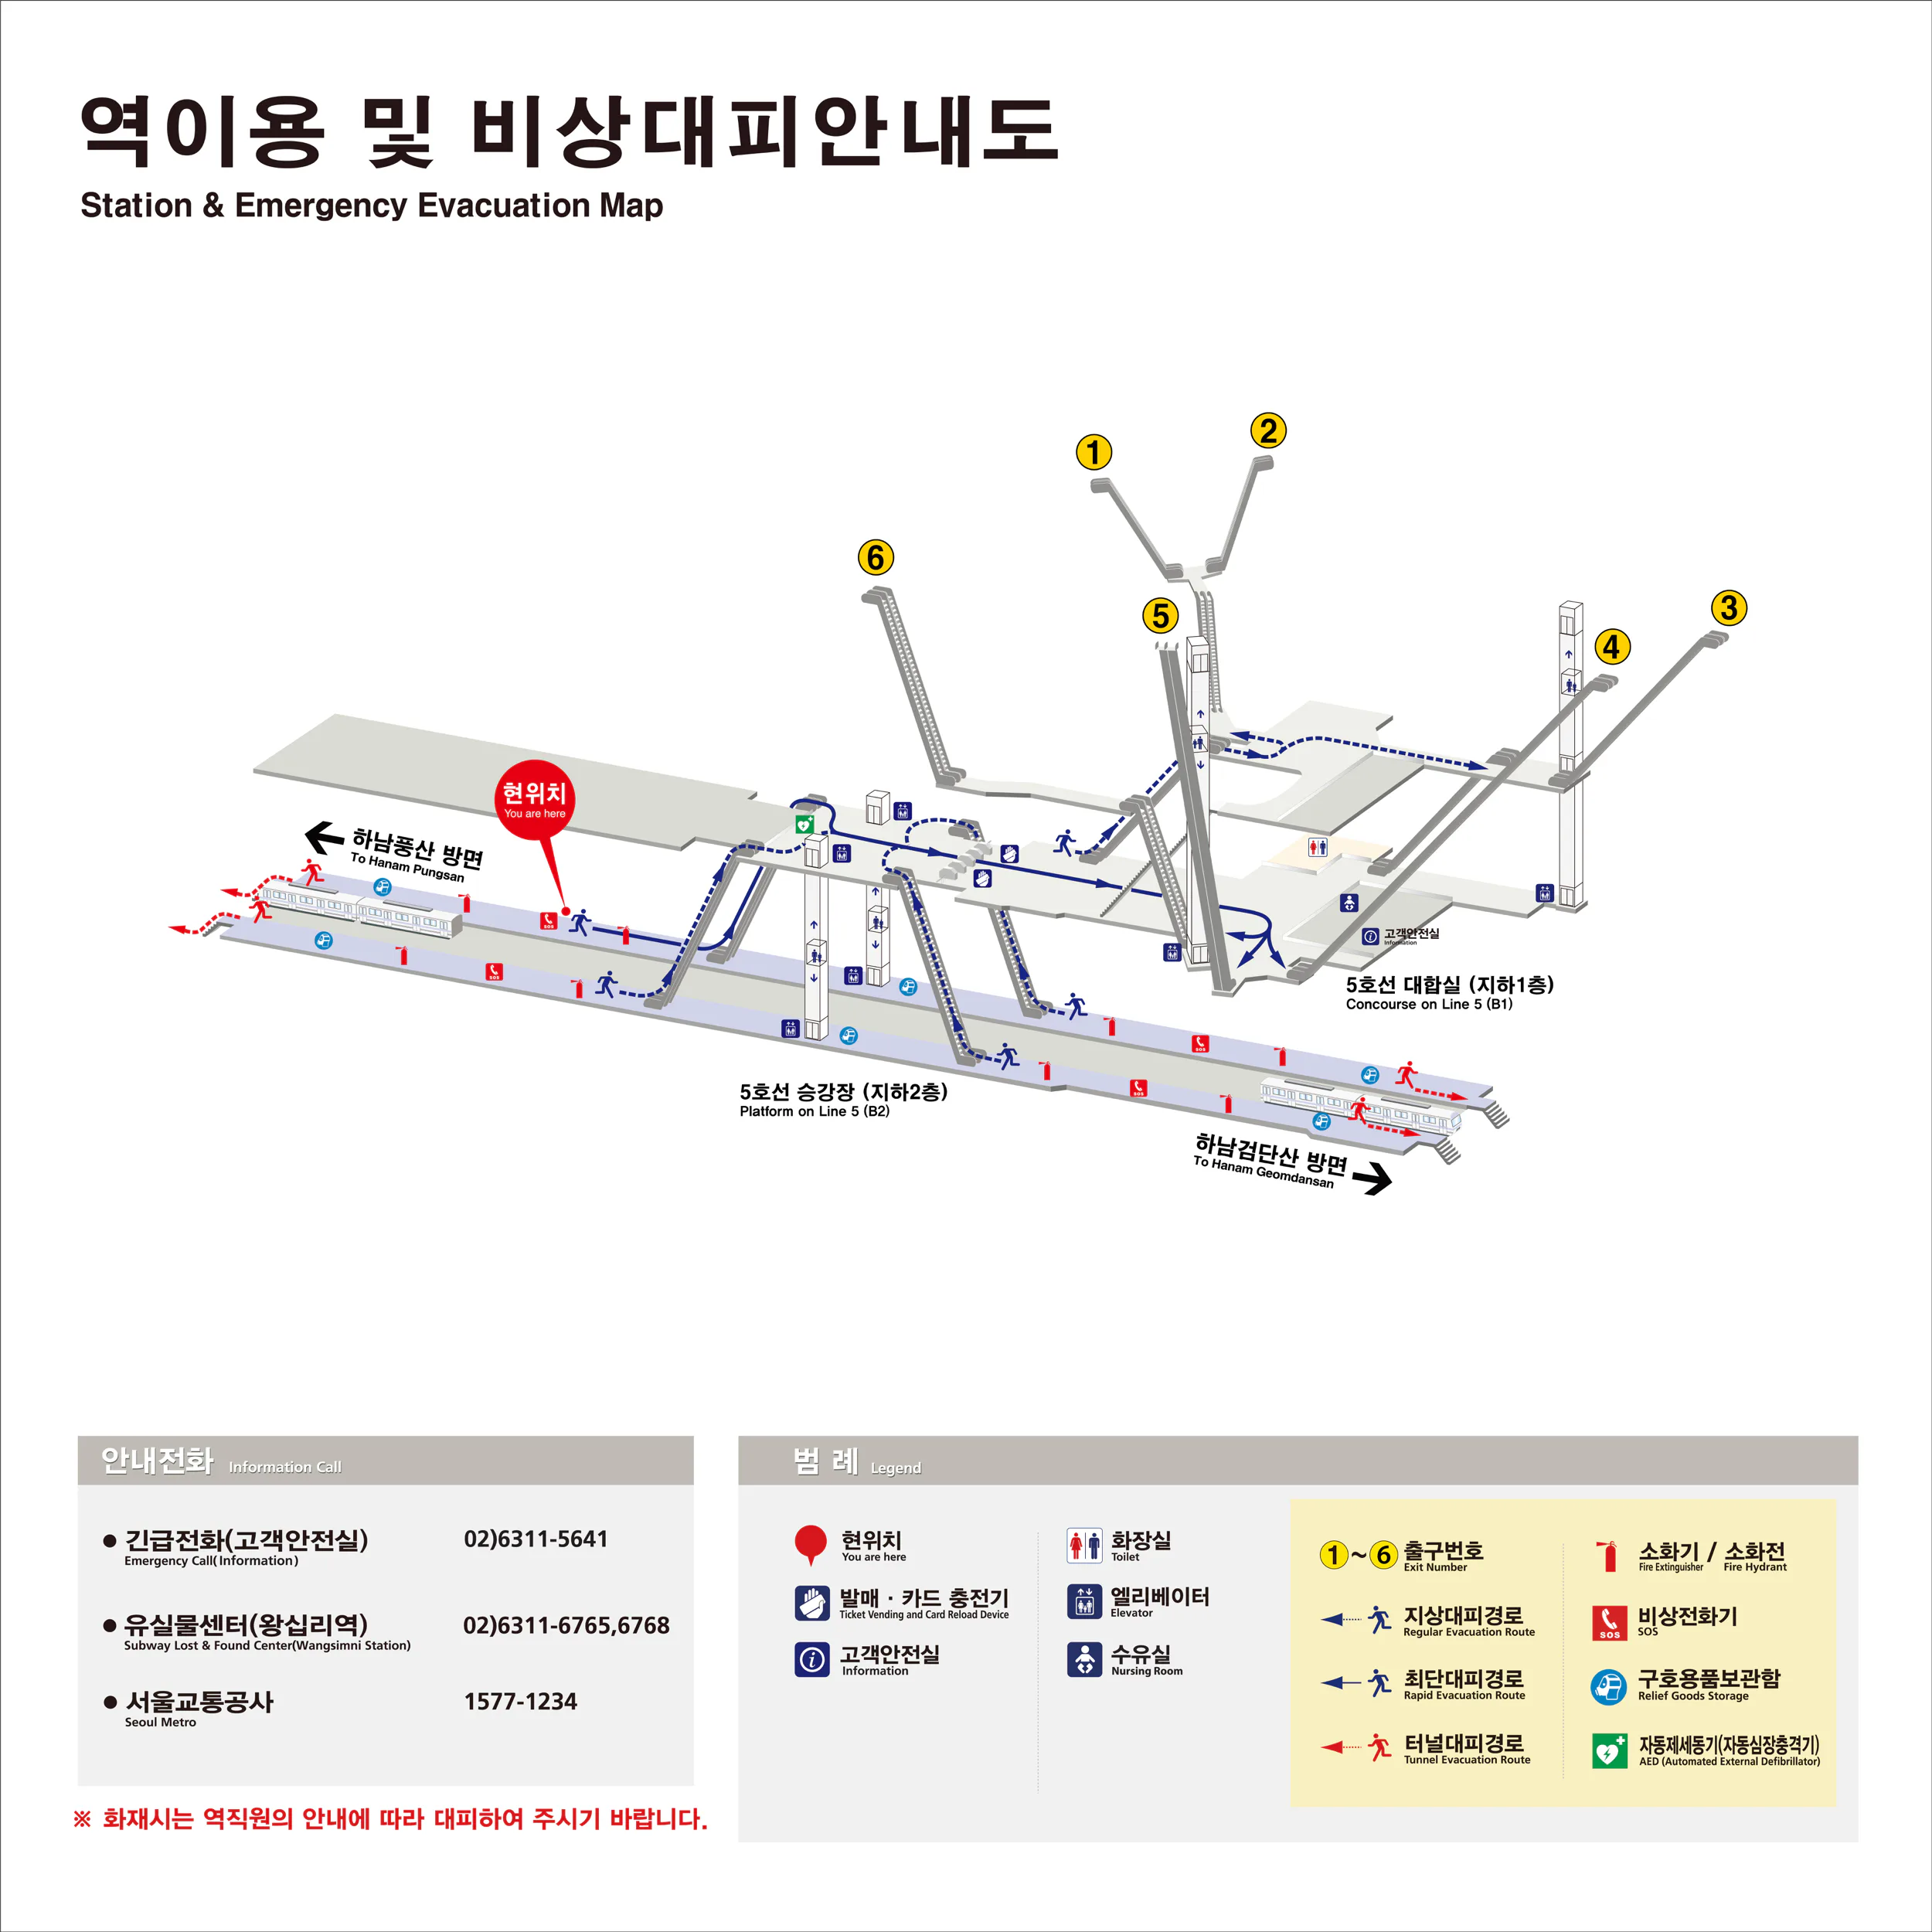 역이용 및 비상대피안내도
Station & Emergency Evacuation Map
1
2
6
5
3
4
현위치
You are here
하남풍산 방면
To Hanam Pungsan
SOS
SOS
고객안전실
Information
5호선 대합실 (지하1층)
Concourse on Line 5 (B1)
SOS
SOS
5호선 승강장 (지하2층)
Platform on Line 5 (B2)
하남검단산 방면
To Hanam Geomdansan
안내전화 Information Call
긴급전화(고객안전실) 02)6311-5641
Emergency Call(Information)
유실물센터(왕십리역) 02)6311-6765,6768
Subway Lost & Found Center(Wangsimni Station)
서울교통공사 1577-1234
Seoul Metro
※ 화재시는 역직원의 안내에 따라 대피하여 주시기 바랍니다.
범 례 Legend
현위치
You are here
발매 · 카드 충전기
Ticket Vending and Card Reload Device
고객안전실
Information
화장실
Toilet
엘리베이터
Elevator
수유실
Nursing Room
1~6 출구번호
Exit Number
지상대피경로
Regular Evacuation Route
최단대피경로
Rapid Evacuation Route
터널대피경로
Tunnel Evacuation Route
소화기 / 소화전
Fire Extinguisher Fire Hydrant
SOS 비상전화기
SOS
구호용품보관함
Relief Goods Storage
자동제세동기(자동심장충격기)
AED (Automated External Defibrillator)